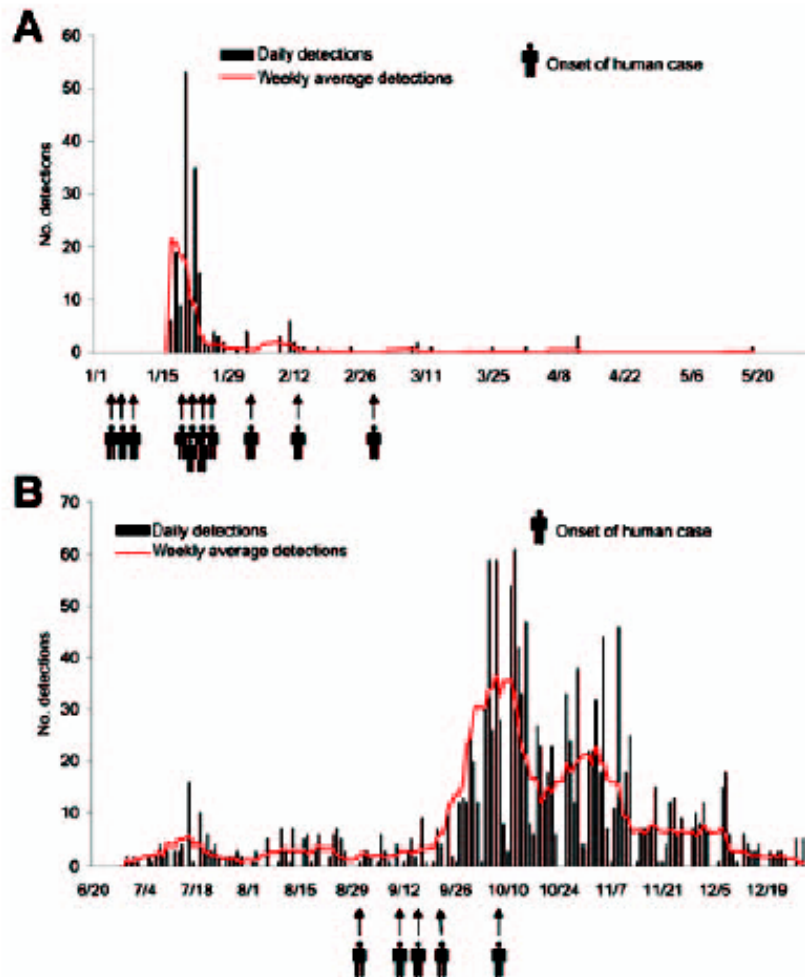 A
60
50
40
30
20
10
0
No. detections
Daily detections
Weekly average detections
Onset of human case
1/1 1/15 1/29 2/12 2/26 3/11 3/25 4/8 4/22 5/6 5/20
B
70
60
50
40
30
20
10
0
No. detections
Daily detections
Weekly average detections
Onset of human case
6/20 7/4 7/18 8/1 8/15 8/29 9/12 9/26 10/10 10/24 11/7 11/21 12/5 12/19